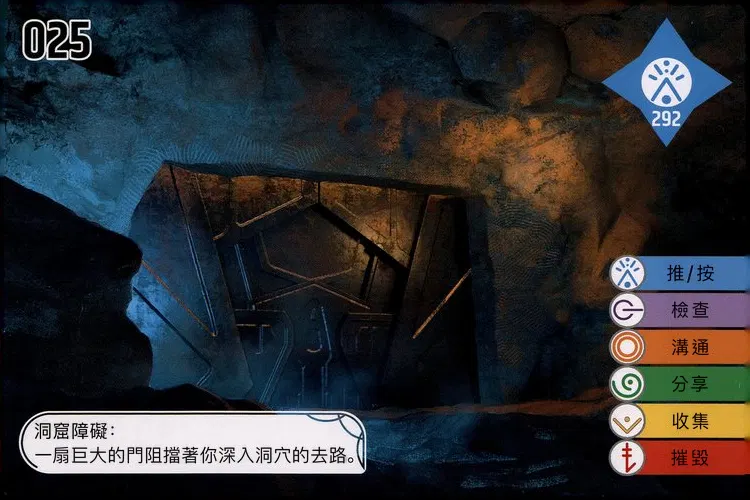 025
292
推/按
檢查
溝通
分享
收集
摧毀
洞窟障礙：
一扇巨大的門阻擋著你深入洞穴的去路。